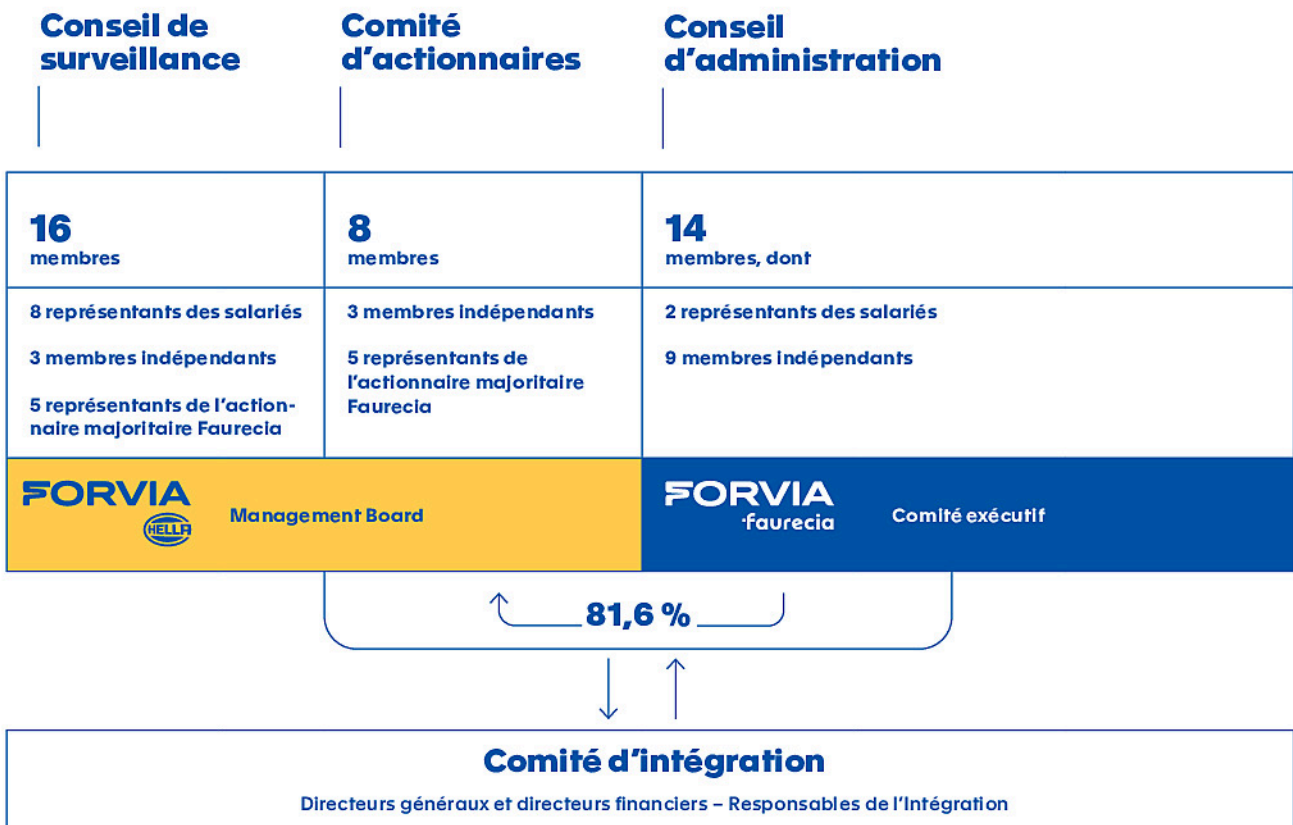 Conseil de
surveillance
Comité
d'actionnaires
Conseil
d'administration
16
membres
8
membres
14
membres, dont
8 représentants des salariés
3 membres indépendants
5 représentants de l'action-
naire majoritaire Faurecia
3 membres indépendants
5 représentants de
l'actionnaire majoritaire
Faurecia
2 représentants des salariés
9 membres indépendants
FORVIA
HELLA
Management Board
FORVIA
faurecia
Comité exécutif
81,6 %
Comité d'intégration
Directeurs généraux et directeurs financiers – Responsables de l'Intégration